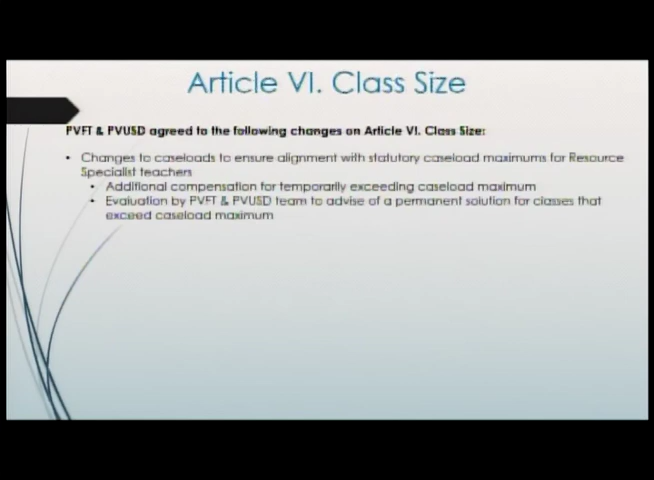 Article VI. Class Size
PVFT & PVUSD agreed to the following changes on Article VI. Class Size:
• Changes to caseloads to ensure alignment with statutory caseload maximums for Resource
Specialist teachers
• Additional compensation for temporarily exceeding caseload maximum
• Evaluation by PVFT & PVUSD team to advise of a permanent solution for classes that
exceed caseload maximum